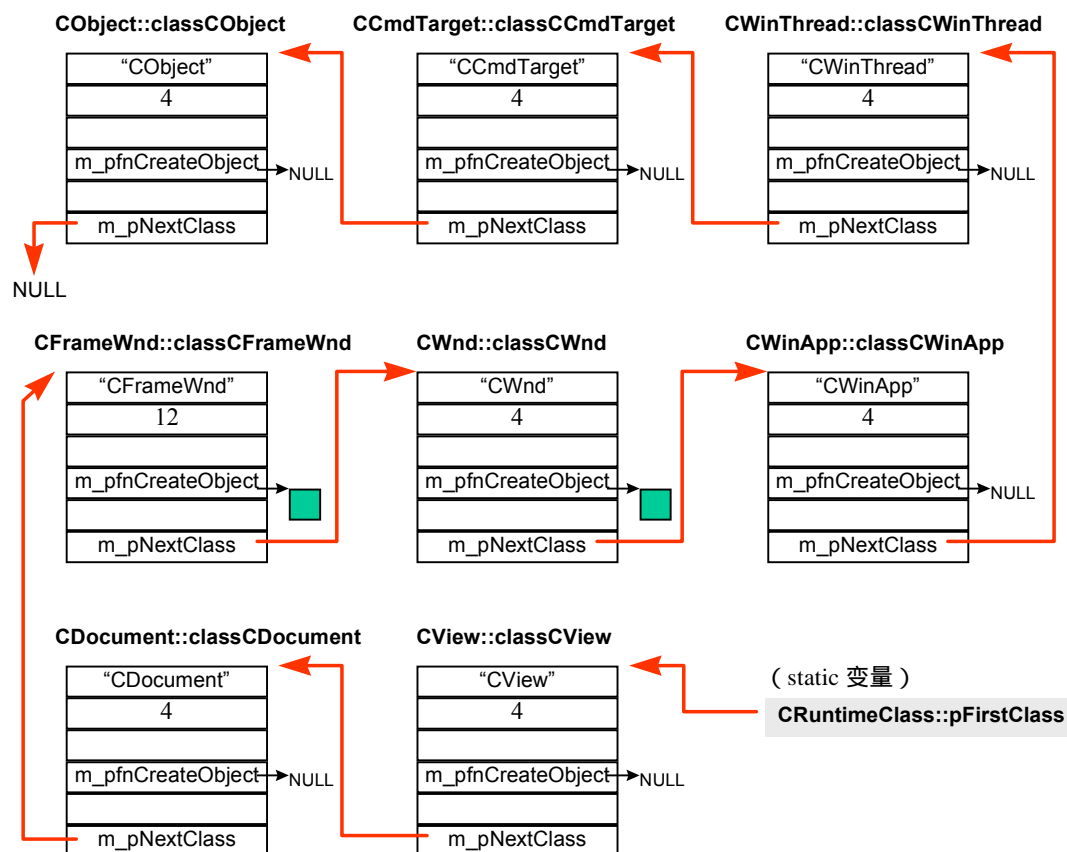 CObject::classCObject
CCmdTarget::classCCmdTarget
CWinThread::classCWinThread
“CObject”
4
m_pfnCreateObject
NULL
m_pNextClass
NULL
“CCmdTarget”
4
m_pfnCreateObject
NULL
m_pNextClass
“CWinThread”
4
m_pfnCreateObject
NULL
m_pNextClass
CFrameWnd::classCFrameWnd
CWnd::classCWnd
CWinApp::classCWinApp
“CFrameWnd”
12
m_pfnCreateObject
m_pNextClass
“CWnd”
4
m_pfnCreateObject
m_pNextClass
“CWinApp”
4
m_pfnCreateObject
NULL
m_pNextClass
CDocument::classCDocument
CView::classCView
“CDocument”
4
m_pfnCreateObject
NULL
m_pNextClass
“CView”
4
m_pfnCreateObject
NULL
m_pNextClass
（static 变量）
CRuntimeClass::pFirstClass